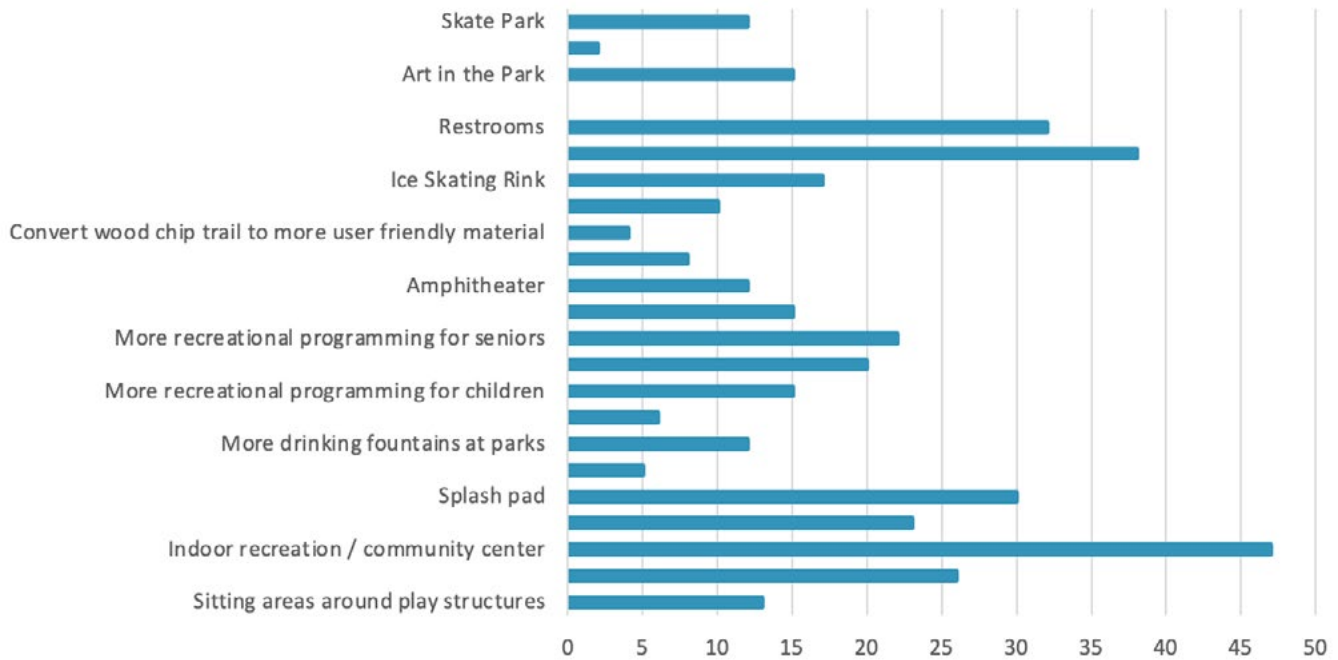 Skate Park
Art in the Park
Restrooms
Ice Skating Rink
Convert wood chip trail to more user friendly material
Amphitheater
More recreational programming for seniors
More recreational programming for children
More drinking fountains at parks
Splash pad
Indoor recreation / community center
Sitting areas around play structures
0 5 10 15 20 25 30 35 40 45 50